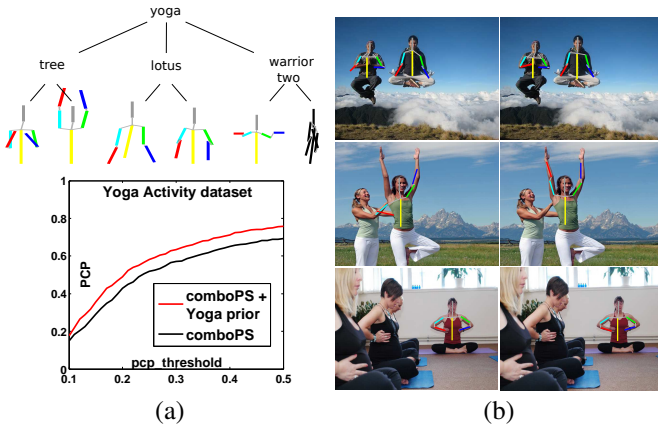 yoga
tree
lotus
warrior
two
Yoga Activity dataset
PCP
1
0.8
0.6
0.4
0.2
0
comboPS +
Yoga prior
comboPS
pcp_threshold
0.1
0.2
0.3
0.4
0.5
(a)
(b)